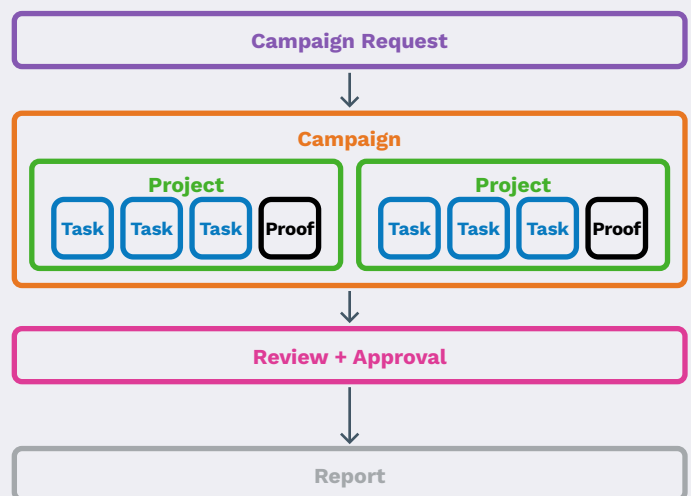 Campaign Request
Campaign
Project
Task Task Task Proof
Project
Task Task Task Proof
Review + Approval
Report